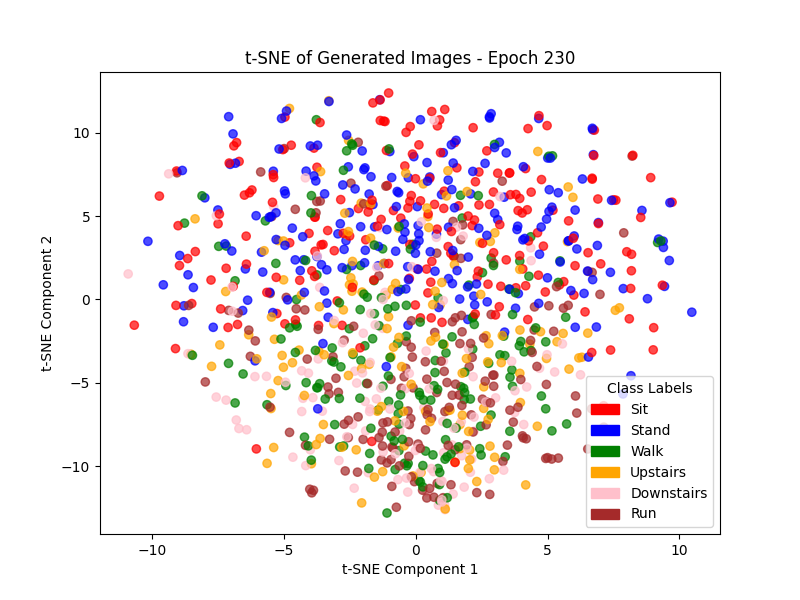 t-SNE of Generated Images - Epoch 230
t-SNE Component 2
10
5
0
−5
−10
−10
−5
0
5
10
t-SNE Component 1
Class Labels
Sit
Stand
Walk
Upstairs
Downstairs
Run